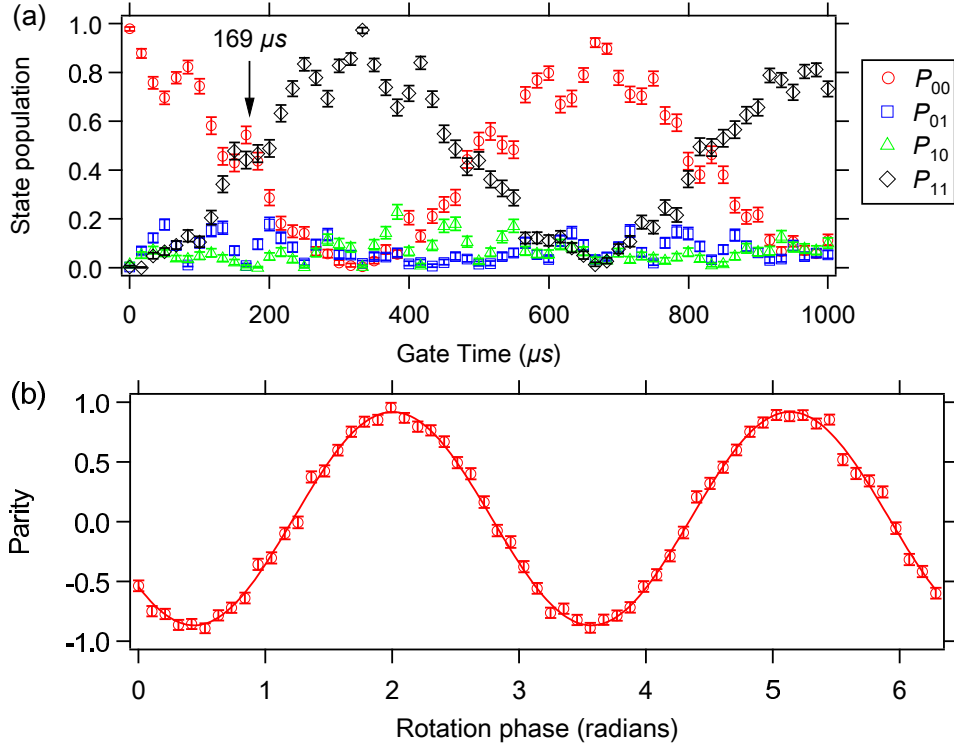 (a)
1.0
0.8
0.6
0.4
0.2
0.0
State population
169 µs
P00
P01
P10
P11
0 200 400 600 800 1000
Gate Time (µs)
(b)
1.0
0.5
0.0
-0.5
-1.0
Parity
0 1 2 3 4 5 6
Rotation phase (radians)